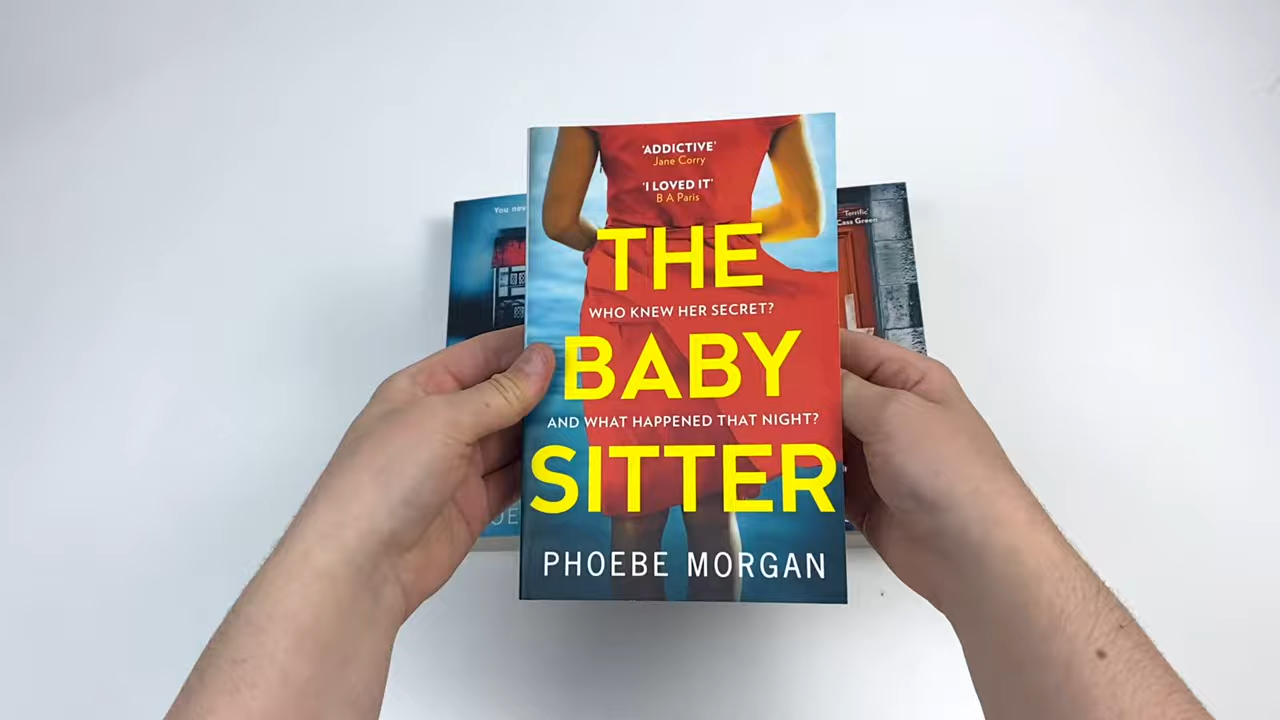 'ADDICTIVE'
Jane Corry
'I LOVED IT'
B A Paris
THE
WHO KNEW HER SECRET?
BABY
AND WHAT HAPPENED THAT NIGHT?
SITTER
PHOEBE MORGAN
You nev
'Terrific'
Cass Green
OE